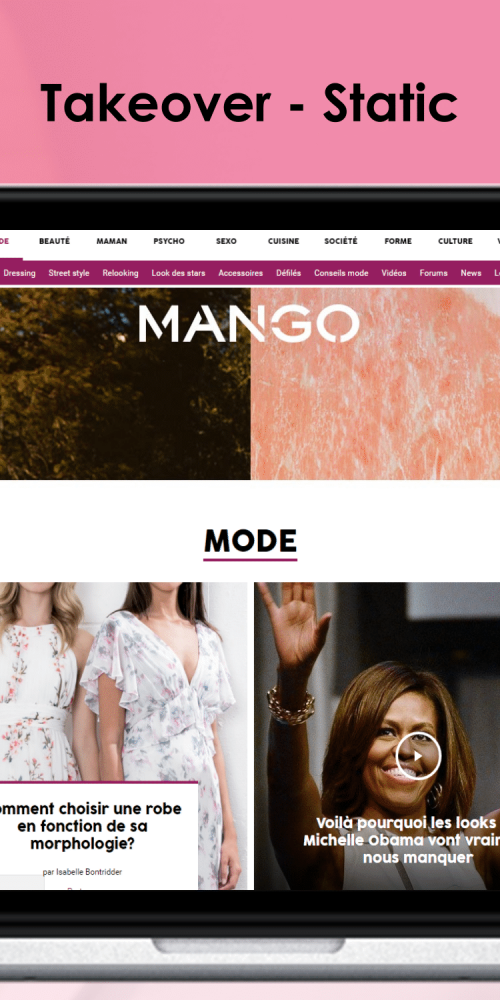 Takeover - Static
DE BEAUTÉ MAMAN PSYCHO SEXO CUISINE SOCIÉTÉ FORME CULTURE
Dressing Street style Relooking Look des stars Accessoires Défilés Conseils mode Vidéos Forums News
MANGO
MODE
omment choisir une robe
en fonction de sa
morphologie?
par Isabelle Bontridder
Voilà pourquoi les looks
Michelle Obama vont vrai
nous manquer